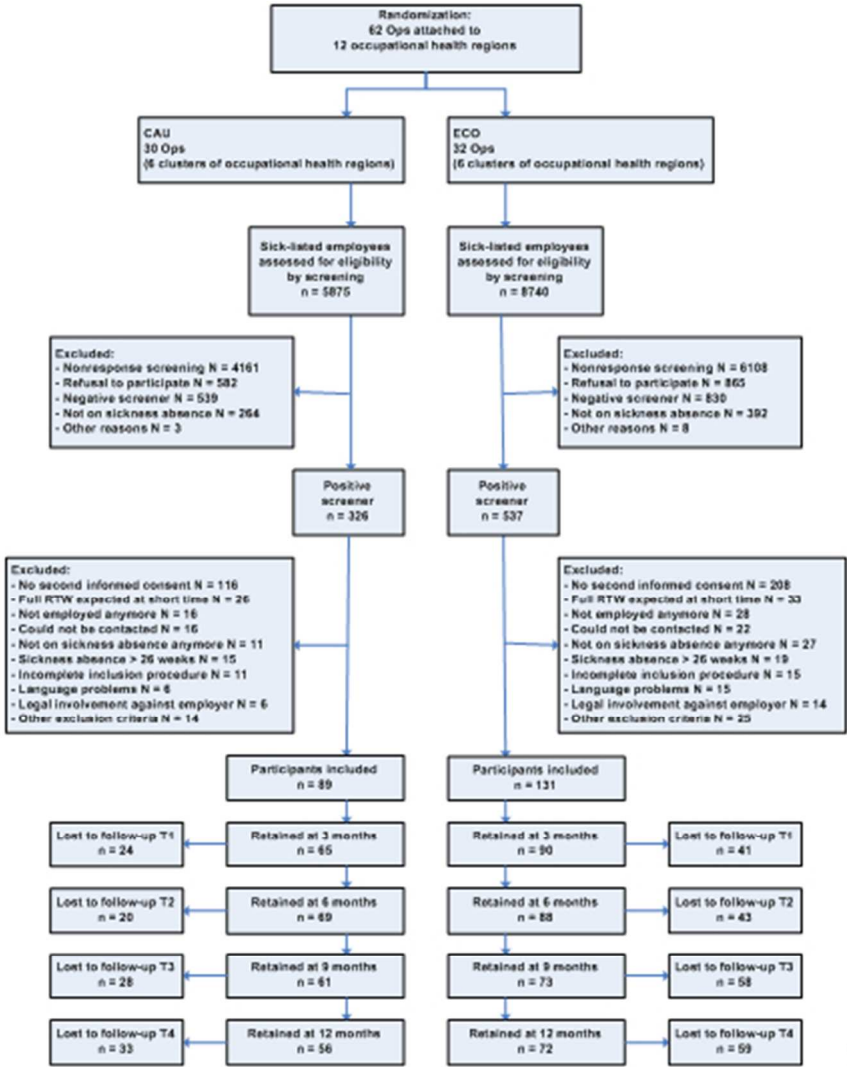 Randomization:
62 Ops attached to
12 occupational health regions
CAU
30 Ops
(6 clusters of occupational health regions)
ECO
32 Ops
(6 clusters of occupational health regions)
Sick-listed employees
assessed for eligibility
by screening
n = 5875
Sick-listed employees
assessed for eligibility
by screening
n = 8740
Excluded:
- Nonresponse screening N = 4161
- Refusal to participate N = 582
- Negative screener N = 539
- Not on sickness absence N = 264
- Other reasons N = 3
Excluded:
- Nonresponse screening N = 6108
- Refusal to participate N = 865
- Negative screener N = 830
- Not on sickness absence N = 392
- Other reasons N = 8
Positive
screener
n = 326
Positive
screener
n = 537
Excluded:
- No second informed consent N = 116
- Full RTW expected at short time N = 26
- Not employed anymore N = 16
- Could not be contacted N = 16
- Not on sickness absence anymore N = 11
- Sickness absence > 26 weeks N = 15
- Incomplete inclusion procedure N = 11
- Language problems N = 6
- Legal involvement against employer N = 6
- Other exclusion criteria N = 14
Excluded:
- No second informed consent N = 208
- Full RTW expected at short time N = 33
- Not employed anymore N = 28
- Could not be contacted N = 22
- Not on sickness absence anymore N = 27
- Sickness absence > 26 weeks N = 19
- Incomplete inclusion procedure N = 15
- Language problems N = 15
- Legal involvement against employer N = 14
- Other exclusion criteria N = 25
Participants included
n = 89
Participants included
n = 131
Lost to follow-up T1
n = 24
Retained at 3 months
n = 65
Retained at 3 months
n = 90
Lost to follow-up T1
n = 41
Lost to follow-up T2
n = 20
Retained at 6 months
n = 69
Retained at 6 months
n = 88
Lost to follow-up T2
n = 43
Lost to follow-up T3
n = 28
Retained at 9 months
n = 61
Retained at 9 months
n = 73
Lost to follow-up T3
n = 58
Lost to follow-up T4
n = 33
Retained at 12 months
n = 56
Retained at 12 months
n = 72
Lost to follow-up T4
n = 59